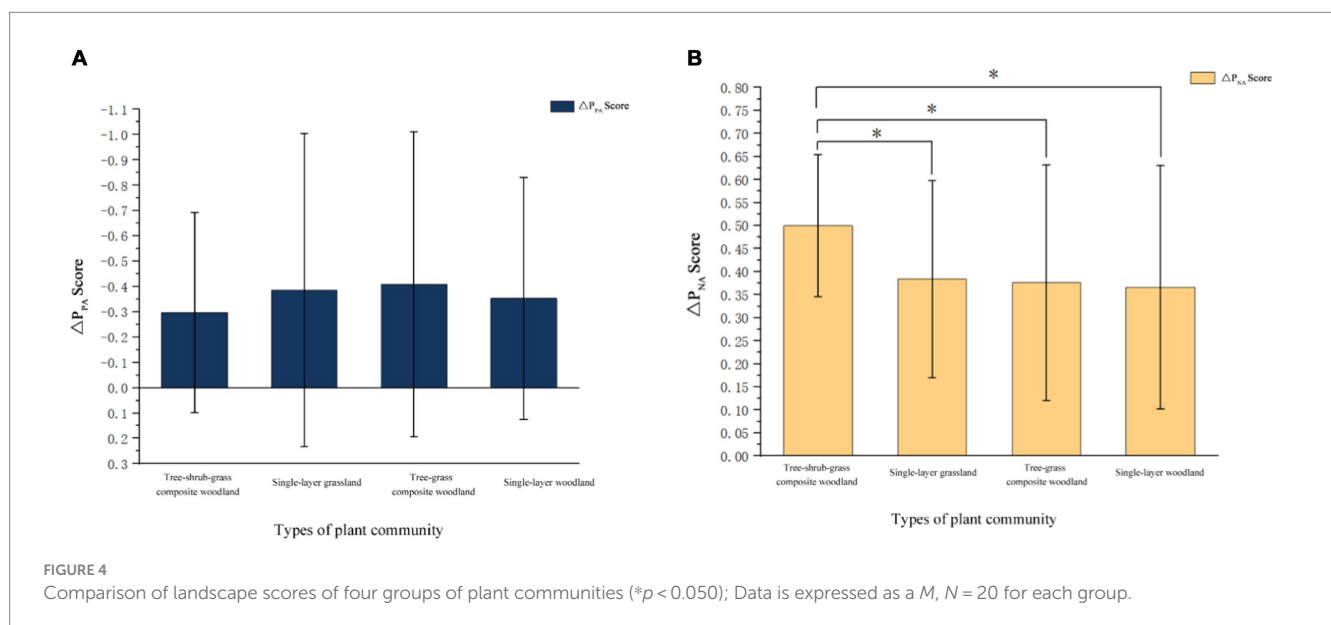 A
△P_PA Score
-1.1
-1.0
-0.9
-0.8
-0.7
-0.6
-0.5
-0.4
-0.3
-0.2
-0.1
0.0
0.1
0.2
0.3
△P_PA Score
Tree-shrub-grass
composite woodland
Single-layer grassland
Tree-grass
composite woodland
Single-layer woodland
Types of plant community
B
△P_NA Score
*
*
*
0.80
0.75
0.70
0.65
0.60
0.55
0.50
0.45
0.40
0.35
0.30
0.25
0.20
0.15
0.10
0.05
0.00
△P_NA Score
Tree-shrub-grass
composite woodland
Single-layer grassland
Tree-grass
composite woodland
Single-layer woodland
Types of plant community
FIGURE 4
Comparison of landscape scores of four groups of plant communities (*p < 0.050); Data is expressed as a M, N = 20 for each group.